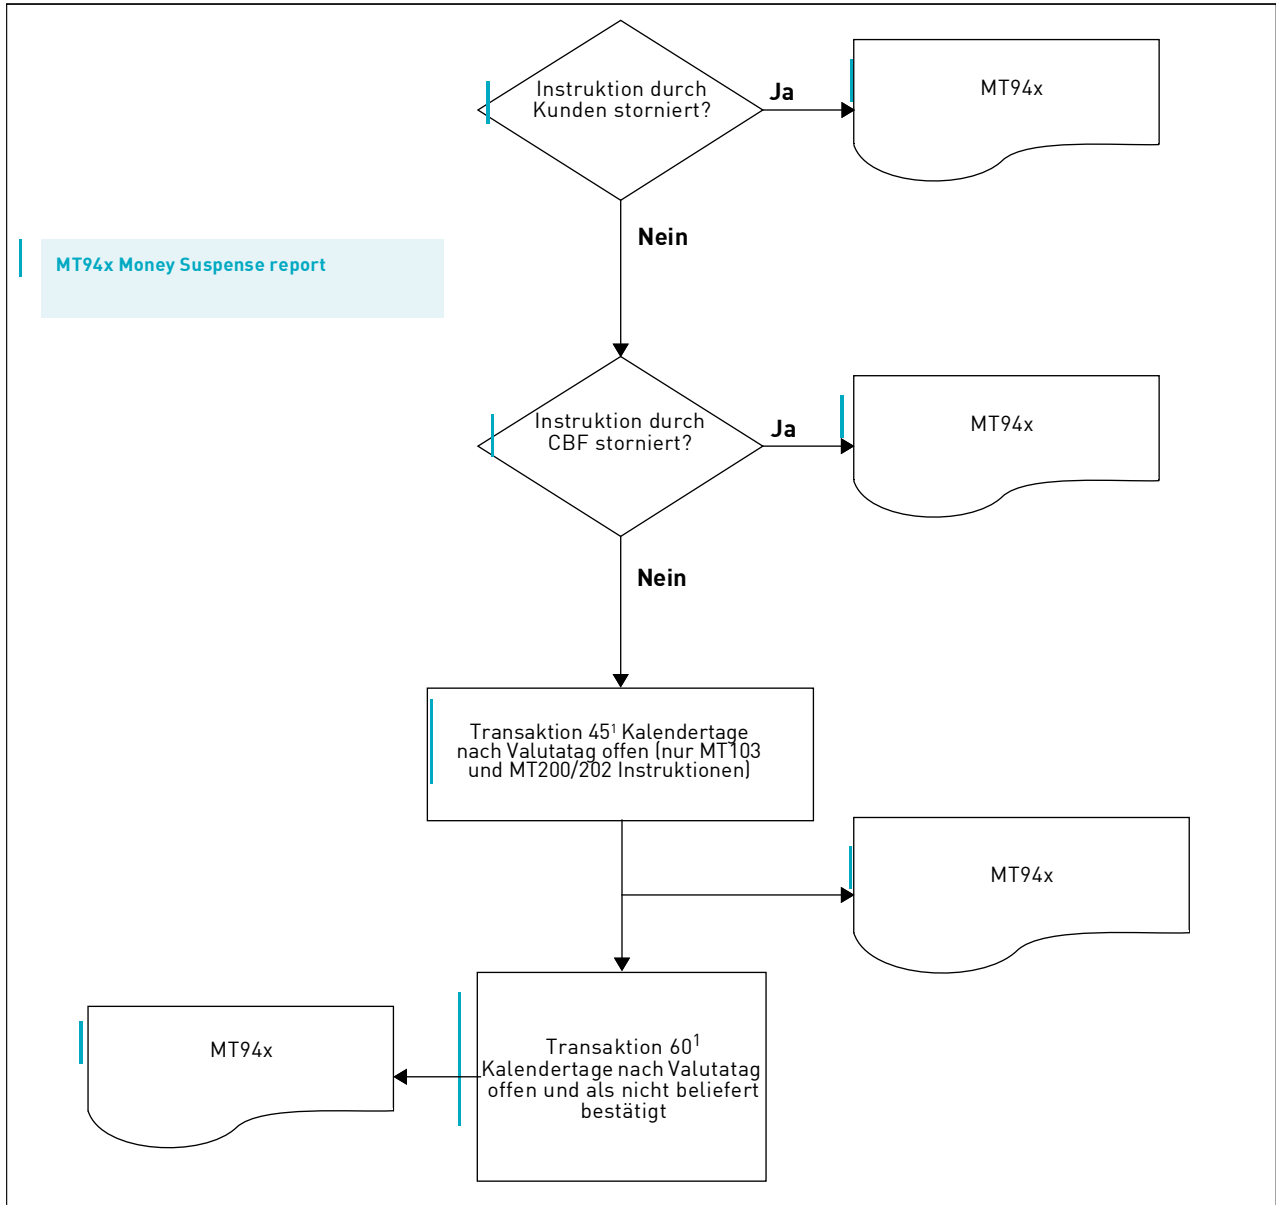 Instruktion durch
Kunden storniert?
Ja
MT94x
Nein
MT94x Money Suspense report
Instruktion durch
CBF storniert?
Ja
MT94x
Nein
Transaktion 45¹ Kalendertage
nach Valutatag offen (nur MT103
und MT200/202 Instruktionen)
MT94x
MT94x
Transaktion 60¹
Kalendertage nach Valutatag
offen und als nicht beliefert
bestätigt